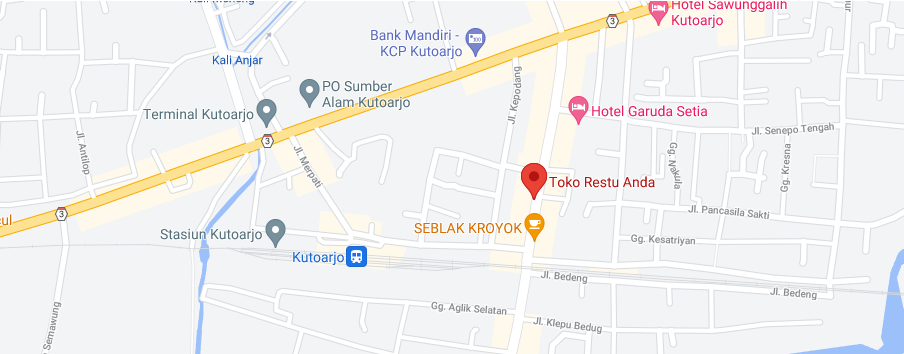 Hotel Sawunggalih
Kutoarjo
3
Bank Mandiri -
KCP Kutoarjo
Kali Anjar
PO Sumber
Alam Kutoarjo
Terminal Kutoarjo
3
Jl. Kepodang
Hotel Garuda Setia
Jl. Senepo Tengah
Jl. Antilop
Jl. Merpati
Gg. Nakula
Gg. Kresna
Toko Restu Anda
3
Jl. Pancasila Sakti
SEBLAK KROYOK
Stasiun Kutoarjo
Gg. Kesatriyan
Kutoarjo
Jl. Bedeng
Jl. Bedeng
Gg. Aglik Selatan
Jl. Klepu Bedug
Semawung